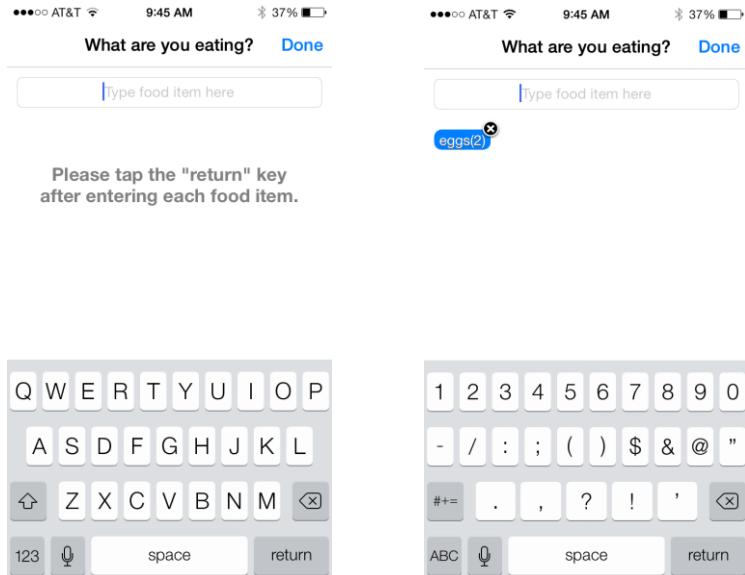 AT&T 9:45 AM 37%
What are you eating? Done
Type food item here
Please tap the "return" key
after entering each food item.
Q W E R T Y U I O P
A S D F G H J K L
Z X C V B N M
123 space return
AT&T 9:45 AM 37%
What are you eating? Done
Type food item here
eggs(2)
1 2 3 4 5 6 7 8 9 0
- / : ; ( ) $ & @ "
#+= . , ? ! '
ABC space return